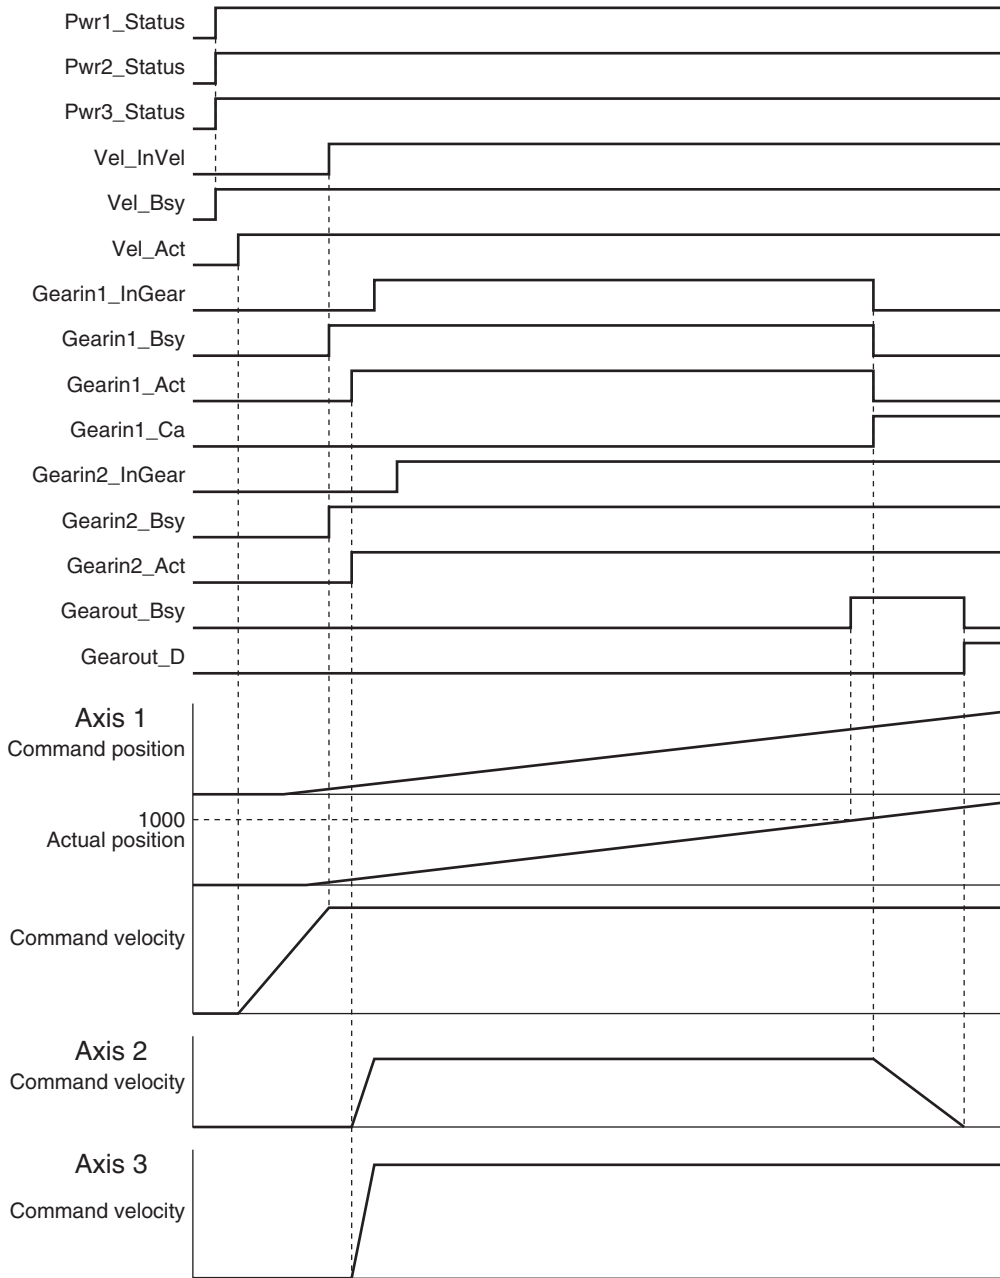 Pwr1_Status
Pwr2_Status
Pwr3_Status
Vel_InVel
Vel_Bsy
Vel_Act
Gearin1_InGear
Gearin1_Bsy
Gearin1_Act
Gearin1_Ca
Gearin2_InGear
Gearin2_Bsy
Gearin2_Act
Gearout_Bsy
Gearout_D
Axis 1
Command position
1000
Actual position
Command velocity
Axis 2
Command velocity
Axis 3
Command velocity